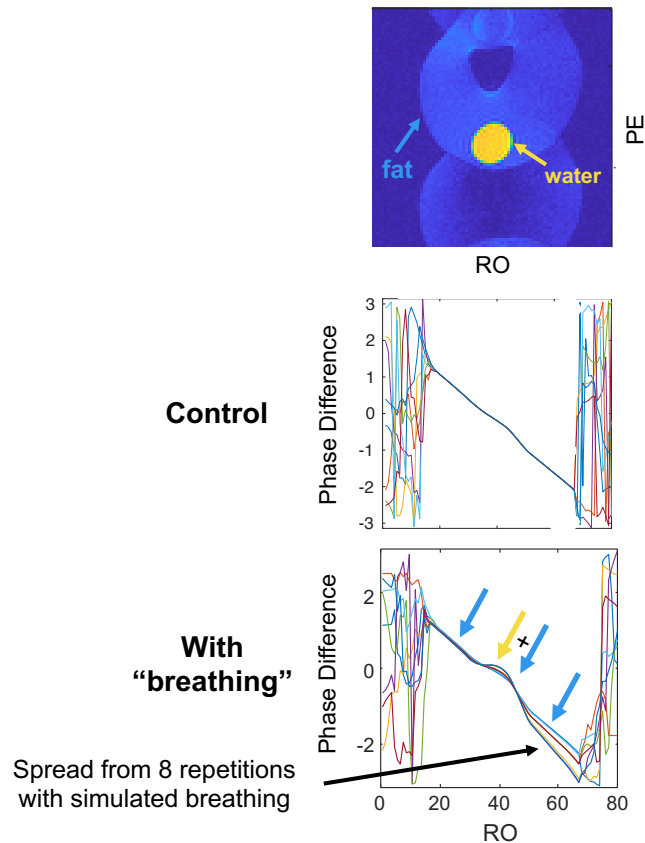 fat
water
PE
RO
Control
Phase Difference
3
2
1
0
-1
-2
-3
With
“breathing”
Phase Difference
2
0
-2
+
Spread from 8 repetitions
with simulated breathing
0
20
40
60
80
RO